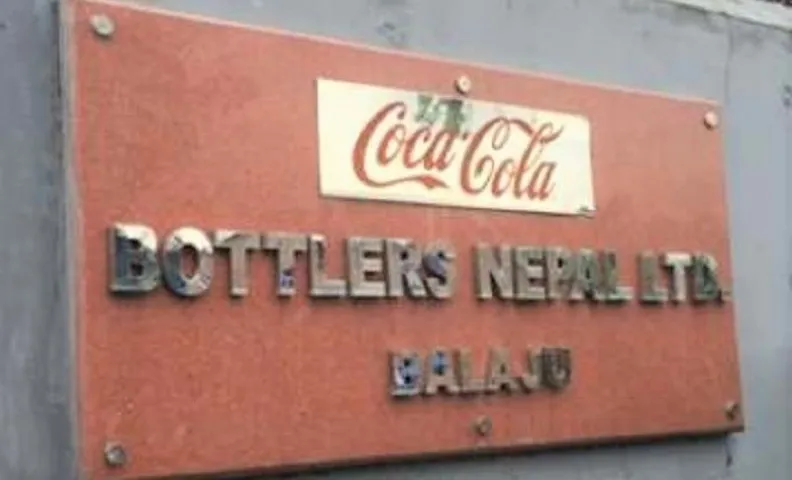 Coca-Cola
BOTTLERS NEPAL LTD.
BALAJU